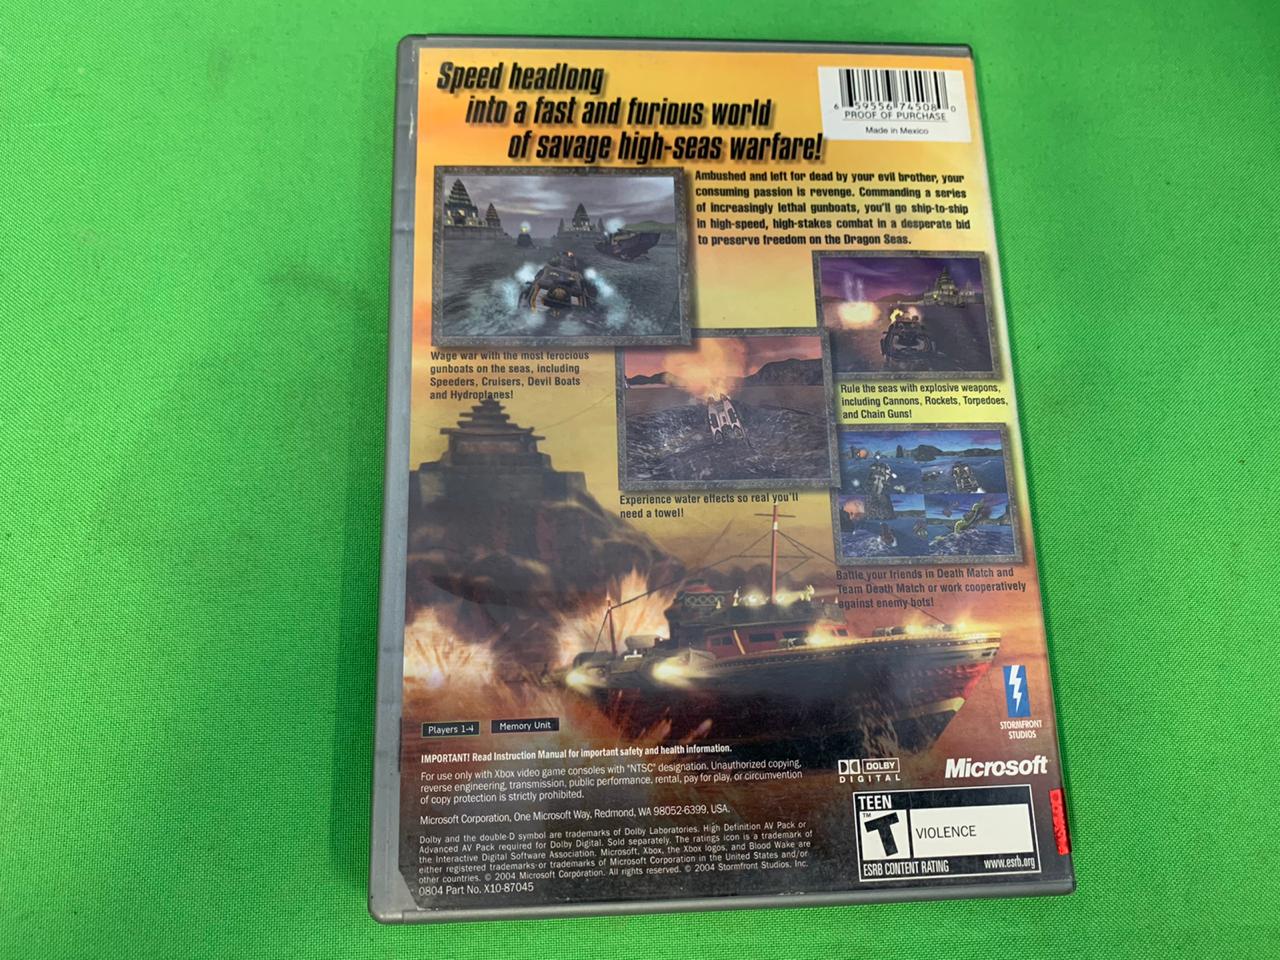 Speed headlong
into a fast and furious world
of savage high-seas warfare!
6 59556 74508 0
PROOF OF PURCHASE
Made in Mexico
Ambushed and left for dead by your evil brother, your
consuming passion is revenge. Commanding a series
of increasingly lethal gunboats, you'll go ship-to-ship
in high-speed, high-stakes combat in a desperate bid
to preserve freedom on the Dragon Seas.
Wage war with the most ferocious
gunboats on the seas, including
Speeders, Cruisers, Devil Boats
and Hydroplanes!
Rule the seas with explosive weapons,
including Cannons, Rockets, Torpedoes,
and Chain Guns!
Experience water effects so real you'll
need a towel!
Battle your friends in Death Match and
Team Death Match or work cooperatively
against enemy bots!
STORMFRONT
STUDIOS
Players 1-4
Memory Unit
IMPORTANT! Read Instruction Manual for important safety and health information.
For use only with Xbox video game consoles with "NTSC" designation. Unauthorized copying,
reverse engineering, transmission, public performance, rental, pay for play, or circumvention
of copy protection is strictly prohibited.
Microsoft Corporation, One Microsoft Way, Redmond, WA 98052-6399, USA.
Dolby and the double-D symbol are trademarks of Dolby Laboratories. High Definition AV Pack or
Advanced AV Pack required for Dolby Digital. Sold separately. The ratings icon is a trademark of
the Interactive Digital Software Association. Microsoft, Xbox, the Xbox logos, and Blood Wake are
either registered trademarks or trademarks of Microsoft Corporation in the United States and/or
other countries. © 2004 Microsoft Corporation. All rights reserved. © 2004 Stormfront Studios, Inc.
0804 Part No. X10-87045
DOLBY
DIGITAL
Microsoft
TEEN
T
™
VIOLENCE
ESRB CONTENT RATING
www.esrb.org